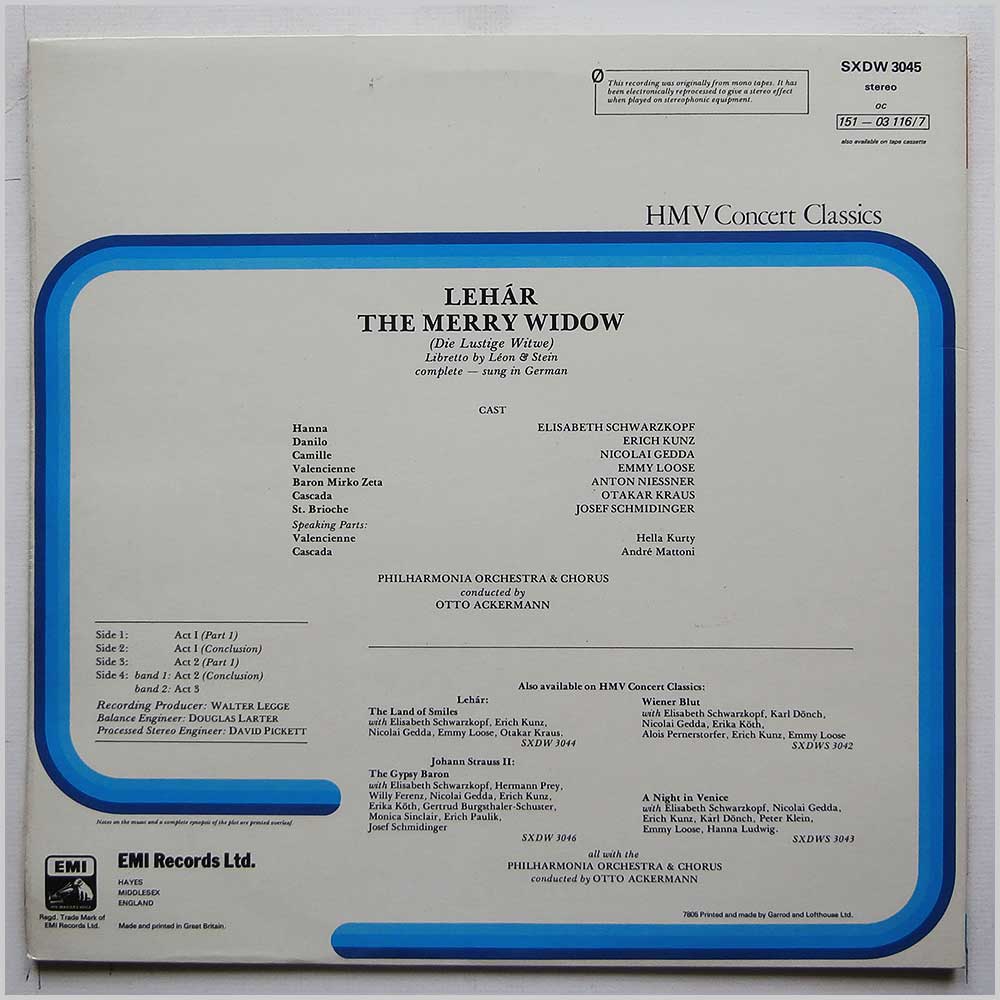 Ø This recording was originally from mono tapes. It has
been electronically reprocessed to give a stereo effect
when played on stereophonic equipment.
SXDW 3045
stereo
OC
151 – 03 116/7
also available on tape cassette
HMV Concert Classics
LEHÁR
THE MERRY WIDOW
(Die Lustige Witwe)
Libretto by Léon & Stein
complete — sung in German
CAST
Hanna ELISABETH SCHWARZKOPF
Danilo ERICH KUNZ
Camille NICOLAI GEDDA
Valencienne EMMY LOOSE
Baron Mirko Zeta ANTON NIESSNER
Cascada OTAKAR KRAUS
St. Brioche JOSEF SCHMIDINGER
Speaking Parts:
Valencienne Hella Kurty
Cascada André Mattoni
PHILHARMONIA ORCHESTRA & CHORUS
conducted by
OTTO ACKERMANN
Side 1: Act 1 (Part 1)
Side 2: Act 1 (Conclusion)
Side 3: Act 2 (Part 1)
Side 4: band 1: Act 2 (Conclusion)
band 2: Act 3
Recording Producer: WALTER LEGGE
Balance Engineer: DOUGLAS LARTER
Processed Stereo Engineer: DAVID PICKETT
Also available on HMV Concert Classics:
Lehár:
The Land of Smiles
with Elisabeth Schwarzkopf, Erich Kunz,
Nicolai Gedda, Emmy Loose, Otakar Kraus.
SXDW 3044
Johann Strauss II:
The Gypsy Baron
with Elisabeth Schwarzkopf, Hermann Prey,
Willy Ferenz, Nicolai Gedda, Erich Kunz,
Erika Köth, Gertrud Burgsthaler-Schuster,
Monica Sinclair, Erich Paulik,
Josef Schmidinger
SXDW 3046
Wiener Blut
with Elisabeth Schwarzkopf, Karl Dönch,
Nicolai Gedda, Erika Köth,
Alois Pernerstorfer, Erich Kunz, Emmy Loose
SXDWS 3042
A Night in Venice
with Elisabeth Schwarzkopf, Nicolai Gedda,
Erich Kunz, Karl Dönch, Peter Klein,
Emmy Loose, Hanna Ludwig.
SXDWS 3043
all with the
PHILHARMONIA ORCHESTRA & CHORUS
conducted by OTTO ACKERMANN
Notes on the music and a complete synopsis of the plot are printed overleaf.
EMI
HIS MASTER'S VOICE
Regd. Trade Mark of
EMI Records Ltd.
EMI Records Ltd.
HAYES
MIDDLESEX
ENGLAND
Made and printed in Great Britain.
7806 Printed and made by Garrod and Lofthouse Ltd.